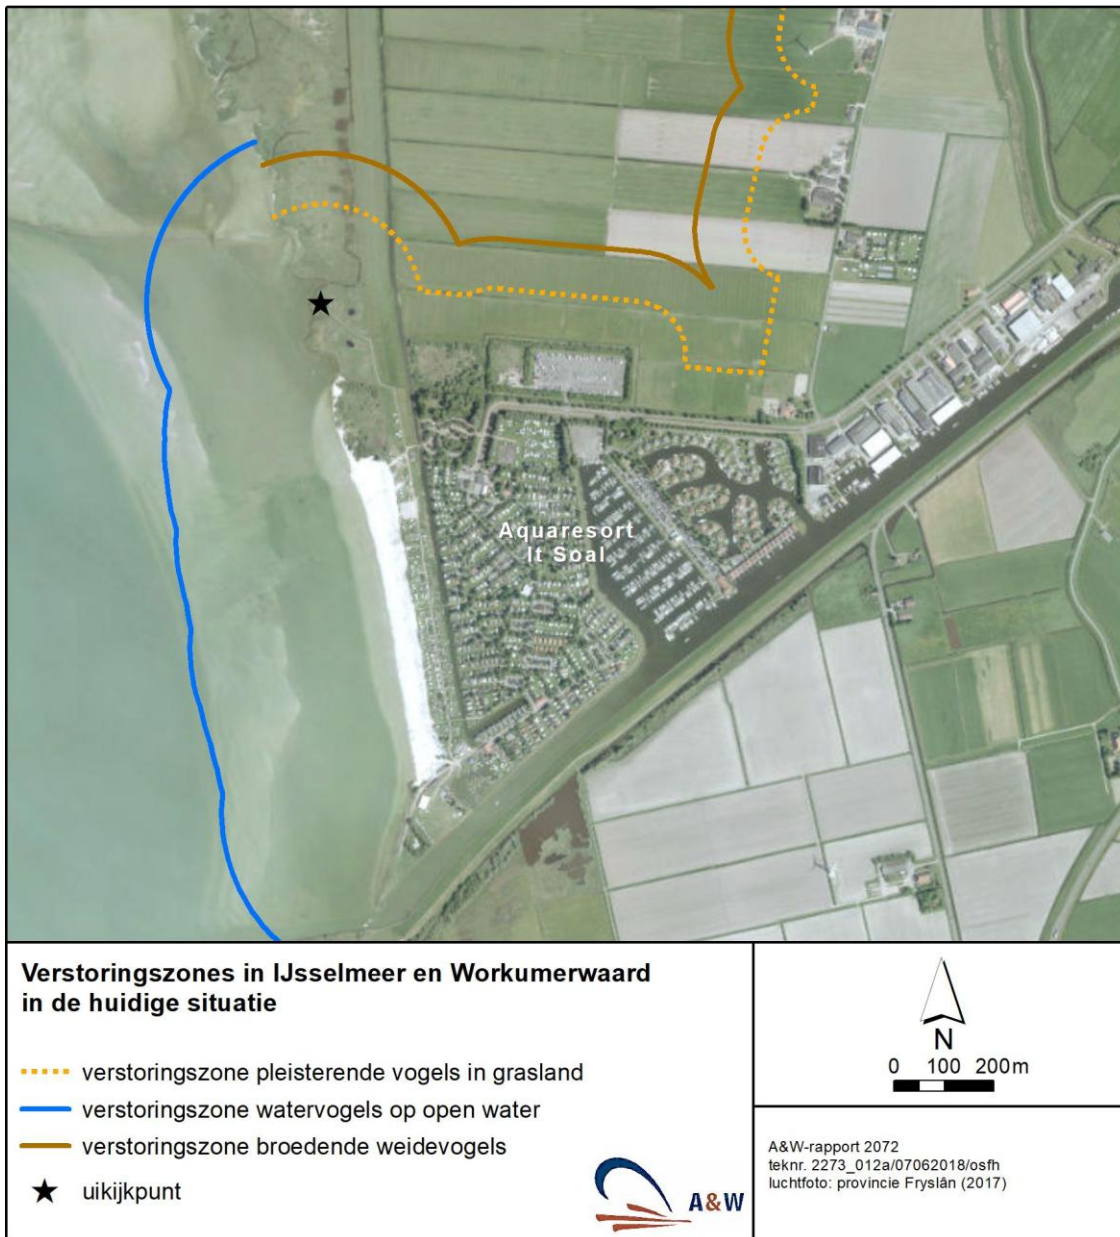 Aquaresort
It Soal
Verstoringszones in IJsselmeer en Workumerwaard
in de huidige situatie
verstoringszone pleisterende vogels in grasland
verstoringszone watervogels op open water
verstoringszone broedende weidevogels
uikijkpunt
A&W
N
0 100 200m
A&W-rapport 2072
teknr. 2273_012a/07062018/osfh
luchtfoto: provincie Fryslân (2017)